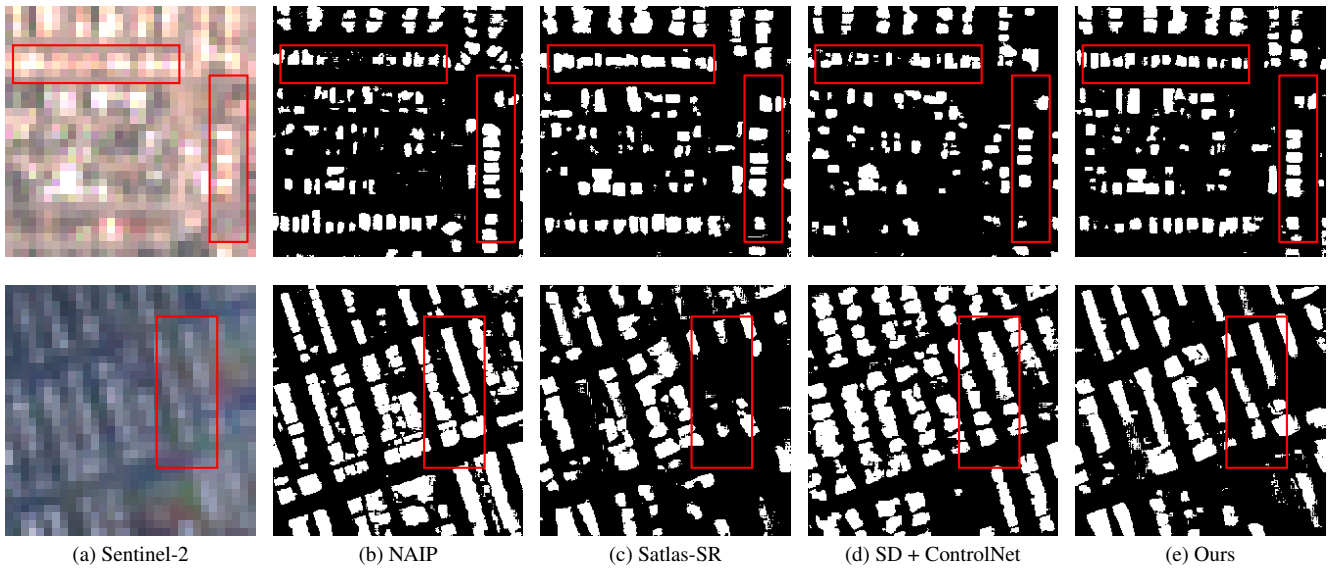 (a) Sentinel-2
(b) NAIP
(c) Satlas-SR
(d) SD + ControlNet
(e) Ours